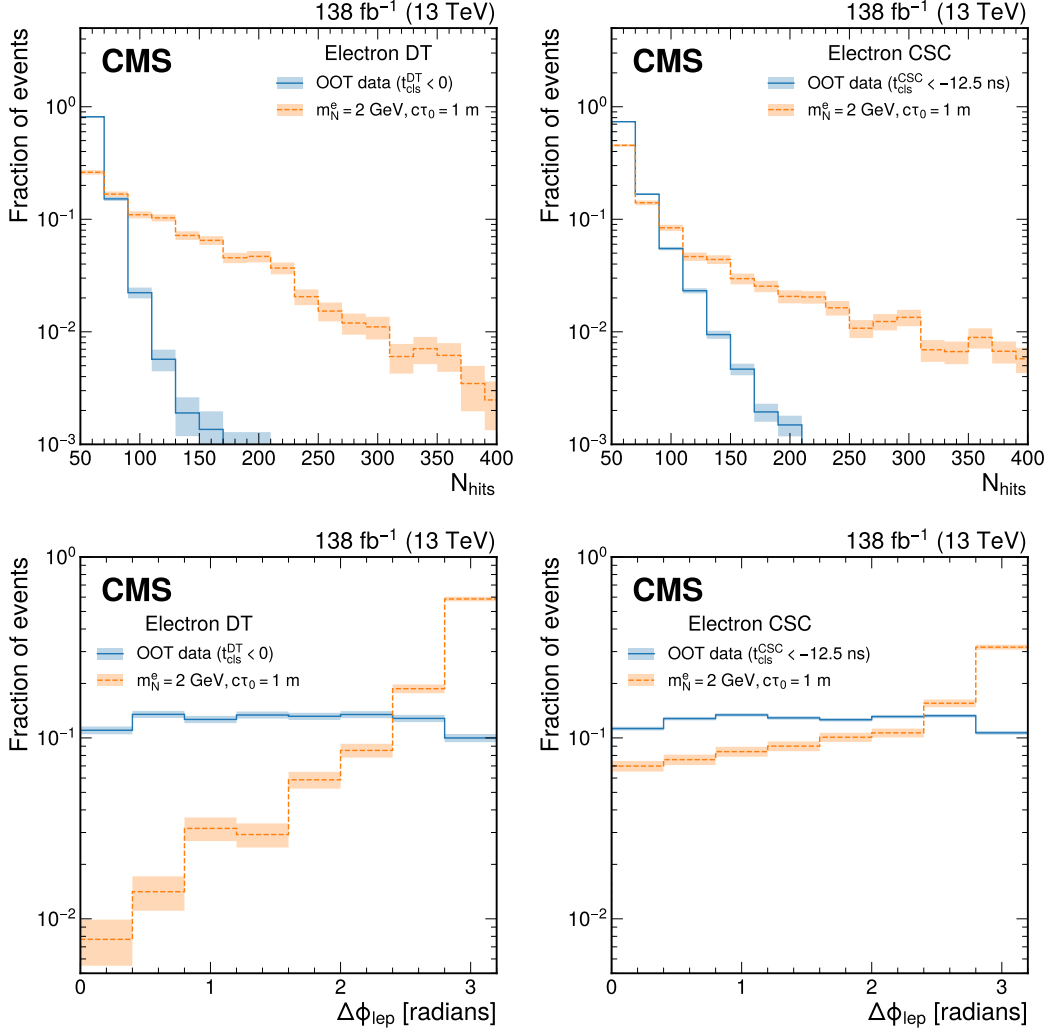 138 fb⁻¹ (13 TeV)
CMS
Electron DT
OOT data (t_cls^DT < 0)
m_N^e = 2 GeV, cτ₀ = 1 m
Fraction of events
10⁰
10⁻¹
10⁻²
10⁻³
50 100 150 200 250 300 350 400
N_hits
138 fb⁻¹ (13 TeV)
CMS
Electron CSC
OOT data (t_cls^CSC < −12.5 ns)
m_N^e = 2 GeV, cτ₀ = 1 m
Fraction of events
10⁰
10⁻¹
10⁻²
10⁻³
50 100 150 200 250 300 350 400
N_hits
138 fb⁻¹ (13 TeV)
CMS
Electron DT
OOT data (t_cls^DT < 0)
m_N^e = 2 GeV, cτ₀ = 1 m
Fraction of events
10⁰
10⁻¹
10⁻²
0 1 2 3
Δϕ_lep [radians]
138 fb⁻¹ (13 TeV)
CMS
Electron CSC
OOT data (t_cls^CSC < −12.5 ns)
m_N^e = 2 GeV, cτ₀ = 1 m
Fraction of events
10⁰
10⁻¹
10⁻²
0 1 2 3
Δϕ_lep [radians]